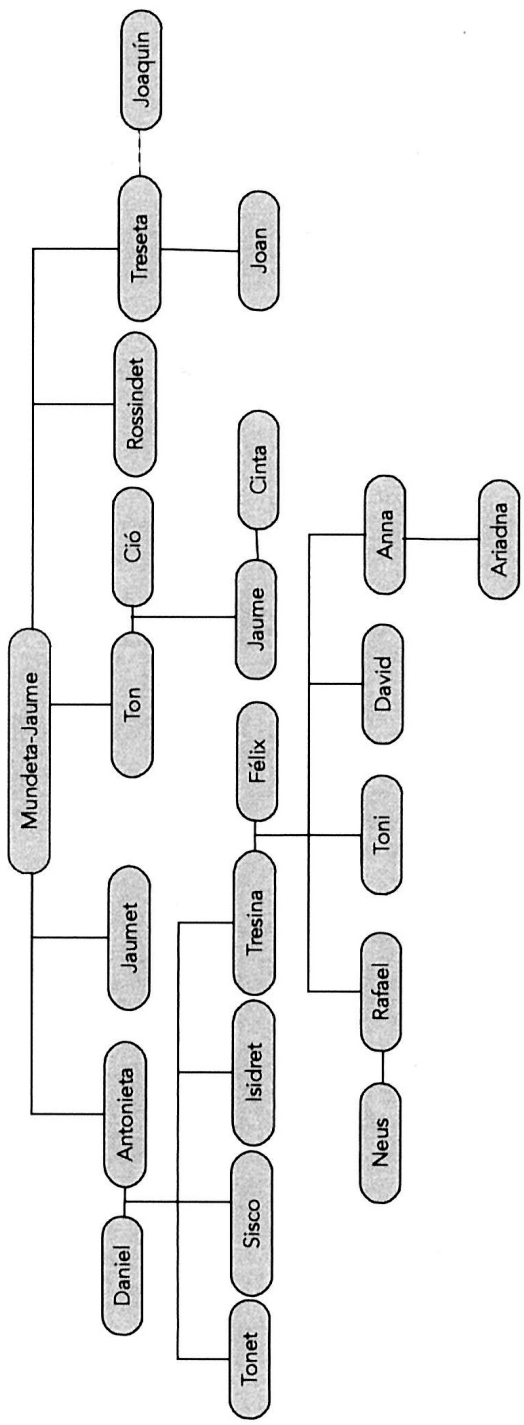 Mundeta-Jaume
Daniel
Antonieta
Jaumet
Ton
Ció
Rossindet
Treseta
Joaquín
Tonet
Sisco
Isidret
Tresina
Félix
Jaume
Cinta
Joan
Neus
Rafael
Toni
David
Anna
Ariadna